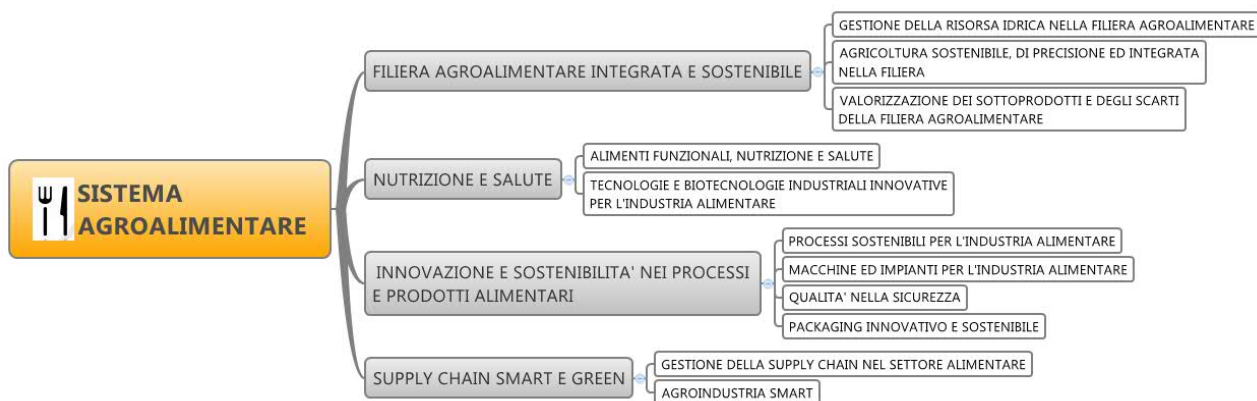 SISTEMA
AGROALIMENTARE
FILIERA AGROALIMENTARE INTEGRATA E SOSTENIBILE
GESTIONE DELLA RISORSA IDRICA NELLA FILIERA AGROALIMENTARE
AGRICOLTURA SOSTENIBILE, DI PRECISIONE ED INTEGRATA
NELLA FILIERA
VALORIZZAZIONE DEI SOTTOPRODOTTI E DEGLI SCARTI
DELLA FILIERA AGROALIMENTARE
NUTRIZIONE E SALUTE
ALIMENTI FUNZIONALI, NUTRIZIONE E SALUTE
TECNOLOGIE E BIOTECNOLOGIE INDUSTRIALI INNOVATIVE
PER L'INDUSTRIA ALIMENTARE
INNOVAZIONE E SOSTENIBILITA' NEI PROCESSI
E PRODOTTI ALIMENTARI
PROCESSI SOSTENIBILI PER L'INDUSTRIA ALIMENTARE
MACCHINE ED IMPIANTI PER L'INDUSTRIA ALIMENTARE
QUALITA' NELLA SICUREZZA
PACKAGING INNOVATIVO E SOSTENIBILE
SUPPLY CHAIN SMART E GREEN
GESTIONE DELLA SUPPLY CHAIN NEL SETTORE ALIMENTARE
AGROINDUSTRIA SMART